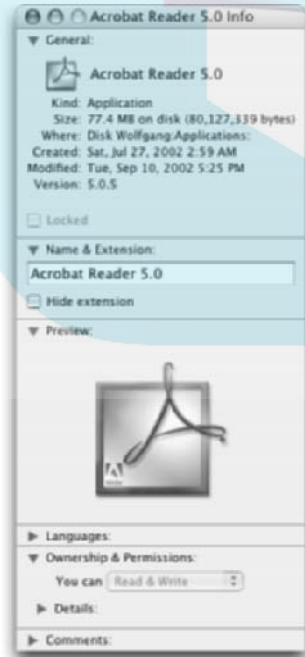 Acrobat Reader 5.0 Info
General:
Acrobat Reader 5.0
Kind: Application
Size: 77.4 MB on disk (80,127,339 bytes)
Where: Disk Wolfgang:Applications:
Created: Sat, Jul 27, 2002 2:59 AM
Modified: Tue, Sep 10, 2002 5:25 PM
Version: 5.0.5
Locked
Name & Extension:
Acrobat Reader 5.0
Hide extension
Preview:
Adobe
Languages:
Ownership & Permissions:
You can Read & Write
Details:
Comments: